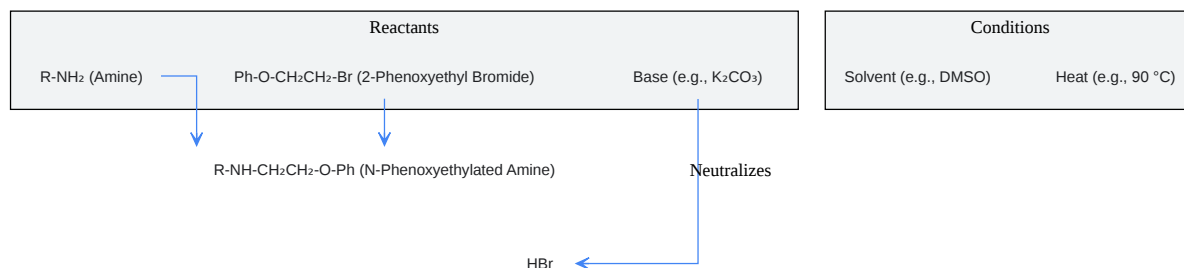 Reactants
Conditions
R-NH₂ (Amine)
Ph-O-CH₂CH₂-Br (2-Phenoxyethyl Bromide)
Base (e.g., K₂CO₃)
Solvent (e.g., DMSO)
Heat (e.g., 90 °C)
R-NH-CH₂CH₂-O-Ph (N-Phenoxyethylated Amine)
Neutralizes
HBr